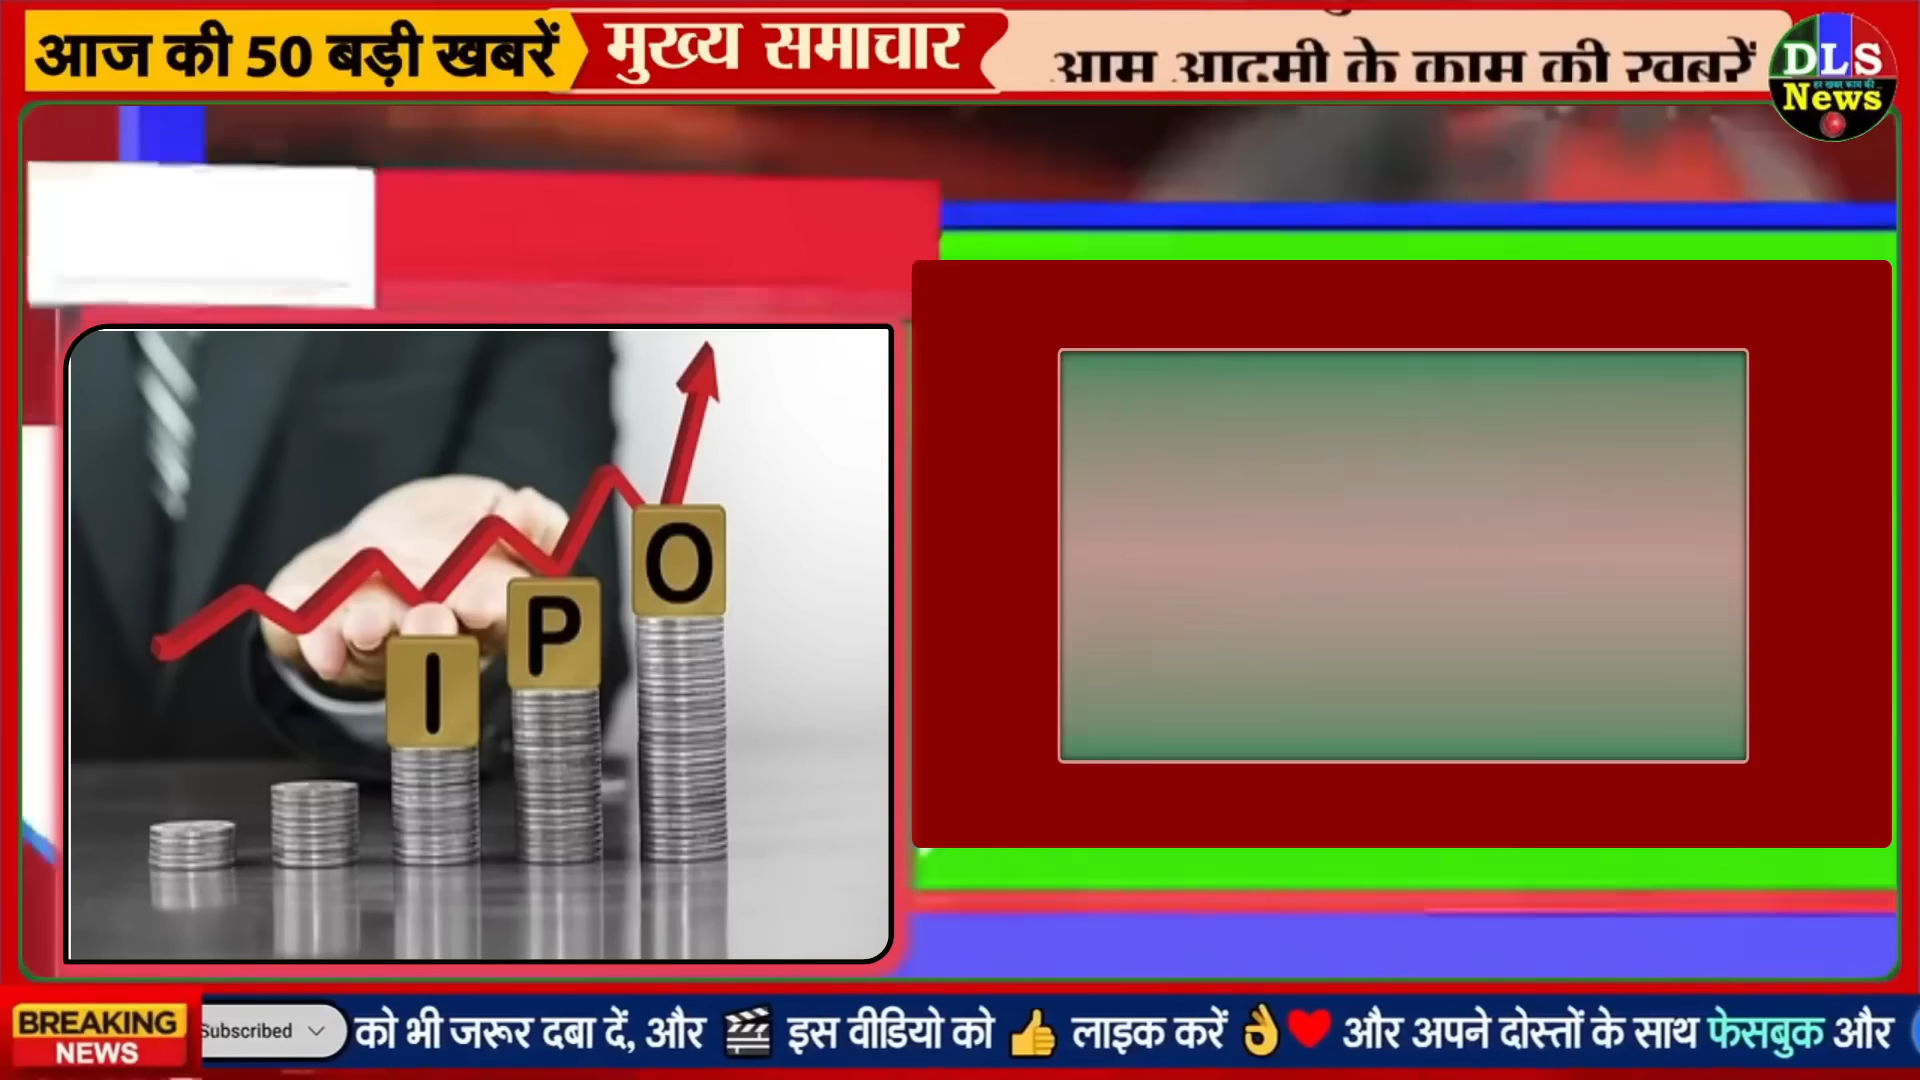 आज की 50 बड़ी खबरें
मुख्य समाचार
आम आदमी के काम की खबरें
DLS
News
I
P
O
BREAKING
NEWS
Subscribed
को भी जरूर दबा दें, और 🎬 इस वीडियो को 👍 लाइक करें 👌❤️ और अपने दोस्तों के साथ फेसबुक और